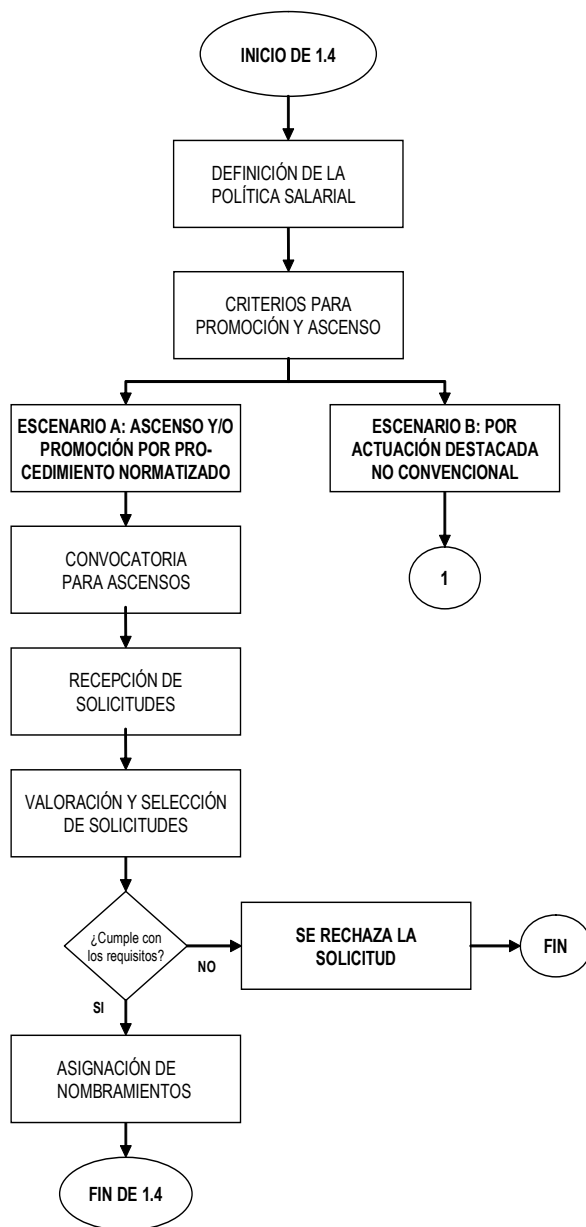 INICIO DE 1.4
DEFINICIÓN DE LA
POLÍTICA SALARIAL
CRITERIOS PARA
PROMOCIÓN Y ASCENSO
ESCENARIO A: ASCENSO Y/O
PROMOCIÓN POR PRO-
CEDIMIENTO NORMATIZADO
ESCENARIO B: POR
ACTUACIÓN DESTACADA
NO CONVENCIONAL
CONVOCATORIA
PARA ASCENSOS
1
RECEPCIÓN DE
SOLICITUDES
VALORACIÓN Y SELECCIÓN
DE SOLICITUDES
¿Cumple con
los requisitos?
NO
SE RECHAZA LA
SOLICITUD
FIN
SI
ASIGNACIÓN DE
NOMBRAMIENTOS
FIN DE 1.4